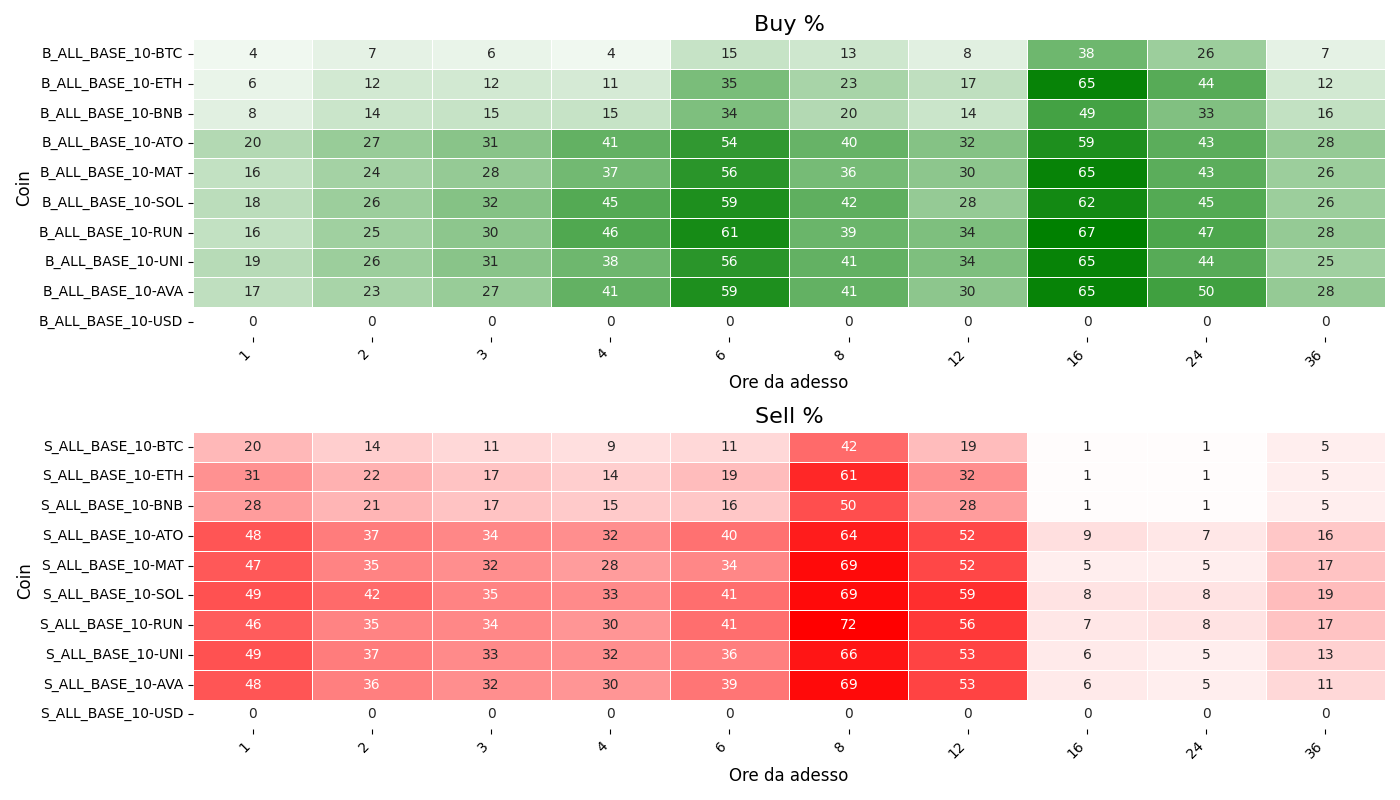 Buy %
Coin
B_ALL_BASE_10-BTC 4 7 6 4 15 13 8 38 26 7
B_ALL_BASE_10-ETH 6 12 12 11 35 23 17 65 44 12
B_ALL_BASE_10-BNB 8 14 15 15 34 20 14 49 33 16
B_ALL_BASE_10-ATO 20 27 31 41 54 40 32 59 43 28
B_ALL_BASE_10-MAT 16 24 28 37 56 36 30 65 43 26
B_ALL_BASE_10-SOL 18 26 32 45 59 42 28 62 45 26
B_ALL_BASE_10-RUN 16 25 30 46 61 39 34 67 47 28
B_ALL_BASE_10-UNI 19 26 31 38 56 41 34 65 44 25
B_ALL_BASE_10-AVA 17 23 27 41 59 41 30 65 50 28
B_ALL_BASE_10-USD 0 0 0 0 0 0 0 0 0 0
1 2 3 4 6 8 12 16 24 36
Ore da adesso
Sell %
Coin
S_ALL_BASE_10-BTC 20 14 11 9 11 42 19 1 1 5
S_ALL_BASE_10-ETH 31 22 17 14 19 61 32 1 1 5
S_ALL_BASE_10-BNB 28 21 17 15 16 50 28 1 1 5
S_ALL_BASE_10-ATO 48 37 34 32 40 64 52 9 7 16
S_ALL_BASE_10-MAT 47 35 32 28 34 69 52 5 5 17
S_ALL_BASE_10-SOL 49 42 35 33 41 69 59 8 8 19
S_ALL_BASE_10-RUN 46 35 34 30 41 72 56 7 8 17
S_ALL_BASE_10-UNI 49 37 33 32 36 66 53 6 5 13
S_ALL_BASE_10-AVA 48 36 32 30 39 69 53 6 5 11
S_ALL_BASE_10-USD 0 0 0 0 0 0 0 0 0 0
1 2 3 4 6 8 12 16 24 36
Ore da adesso